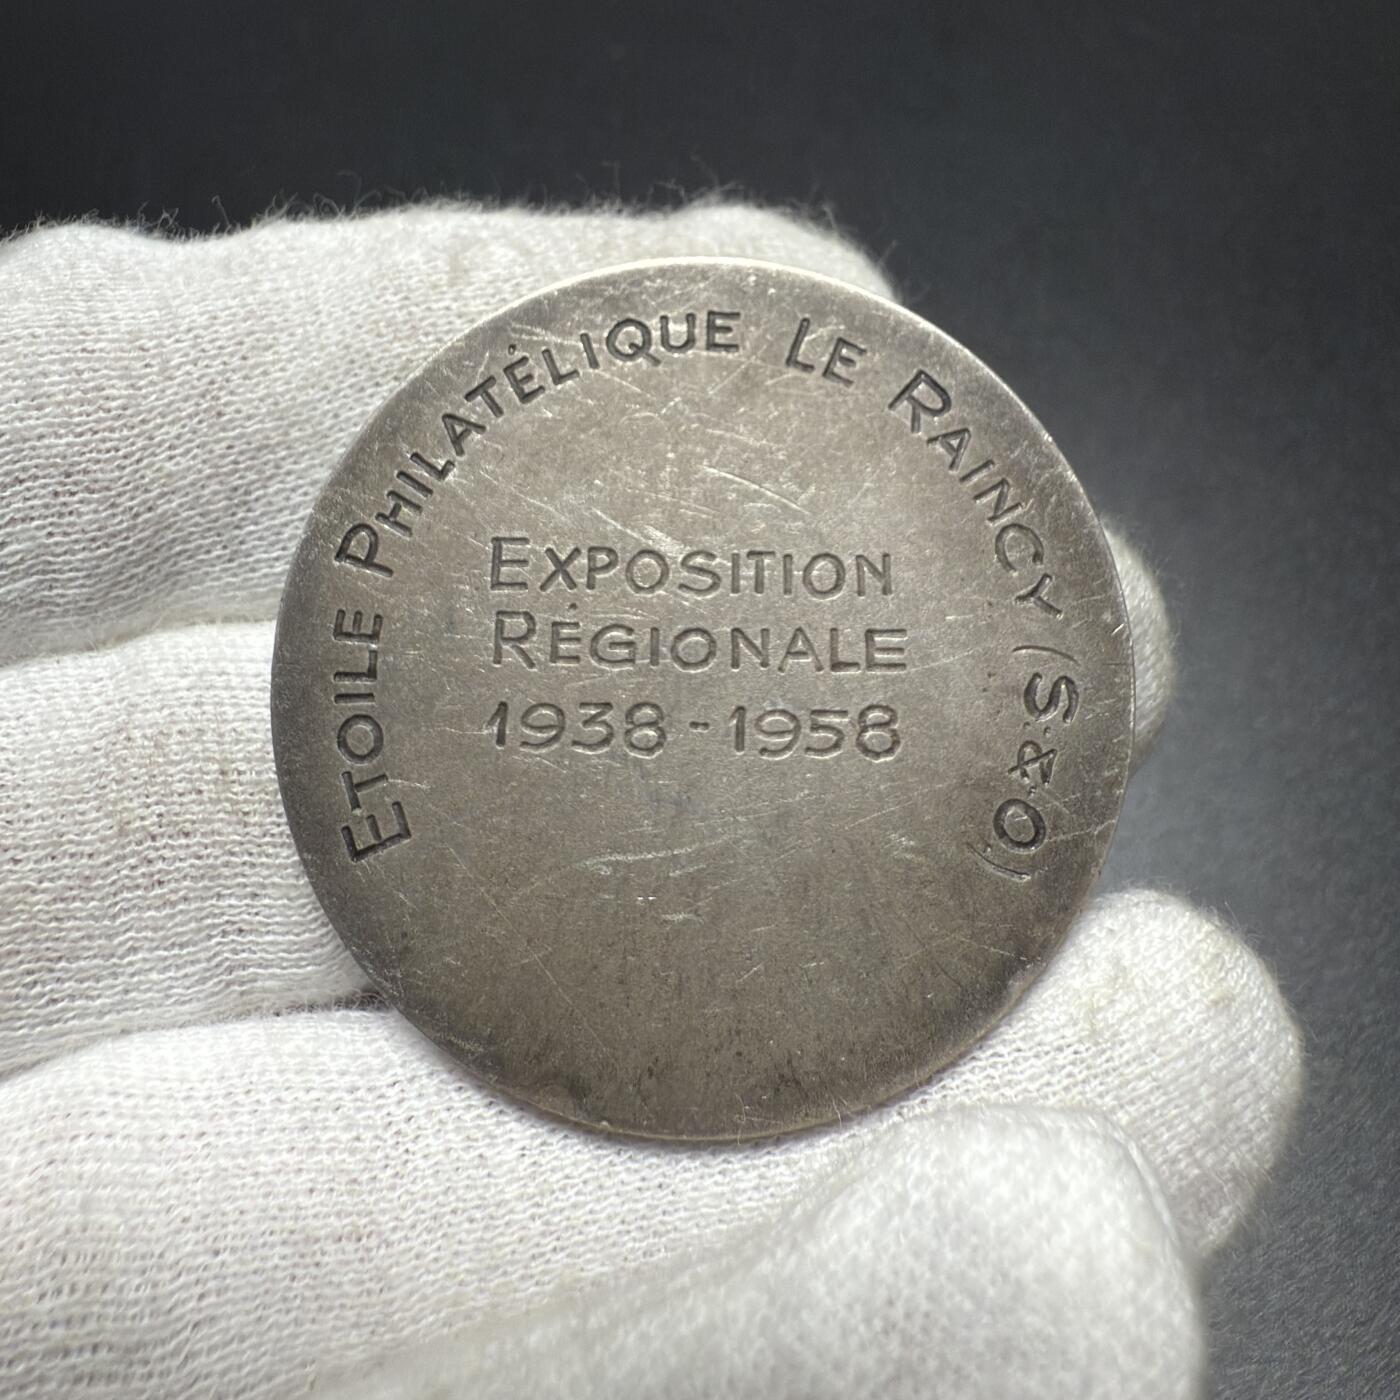 ETOILE PHILATÉLIQUE LE RAINCY (S.&.O)
EXPOSITION
RÉGIONALE
1938-1958